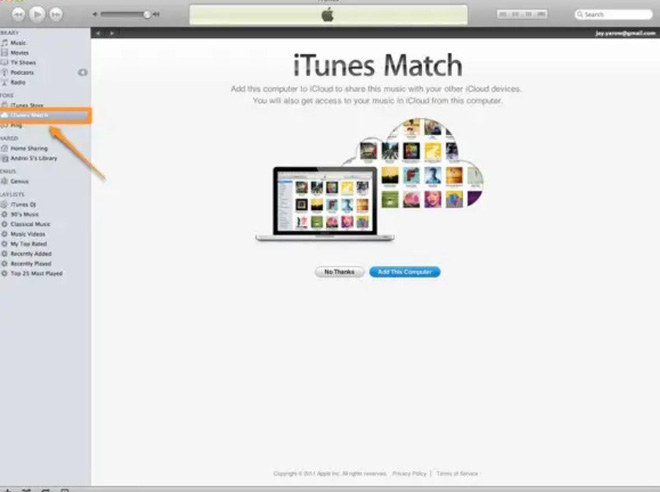 iTunes
Search
jay.yarow@gmail.com
BRARY
Music
Movies
TV Shows
Podcasts
Radio
TORE
iTunes Store
iTunes Match
Ping
HARED
Home Sharing
Andrei S's Library
ENIUS
Genius
LAYLISTS
iTunes DJ
90's Music
Classical Music
Music Videos
My Top Rated
Recently Added
Recently Played
Top 25 Most Played
iTunes Match
Add this computer to iCloud to share this music with your other iCloud devices.
You will also get access to your music in iCloud from this computer.
No Thanks
Add This Computer
Copyright © 2011 Apple Inc. All rights reserved. Privacy Policy | Terms of Service